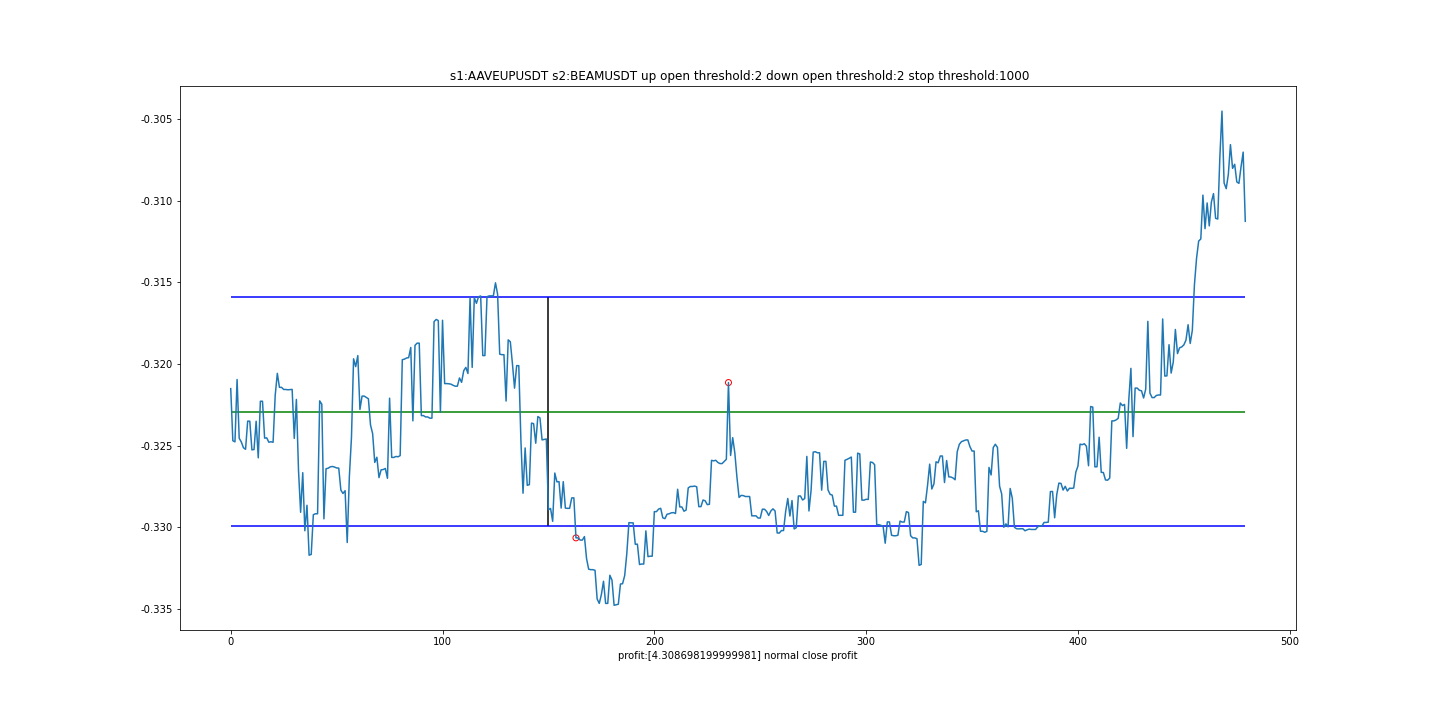 s1:AAVEUPUSDT s2:BEAMUSDT up open threshold:2 down open threshold:2 stop threshold:1000
-0.305
-0.310
-0.315
-0.320
-0.325
-0.330
-0.335
0 100 200 300 400 500
profit:[4.308698199999981] normal close profit